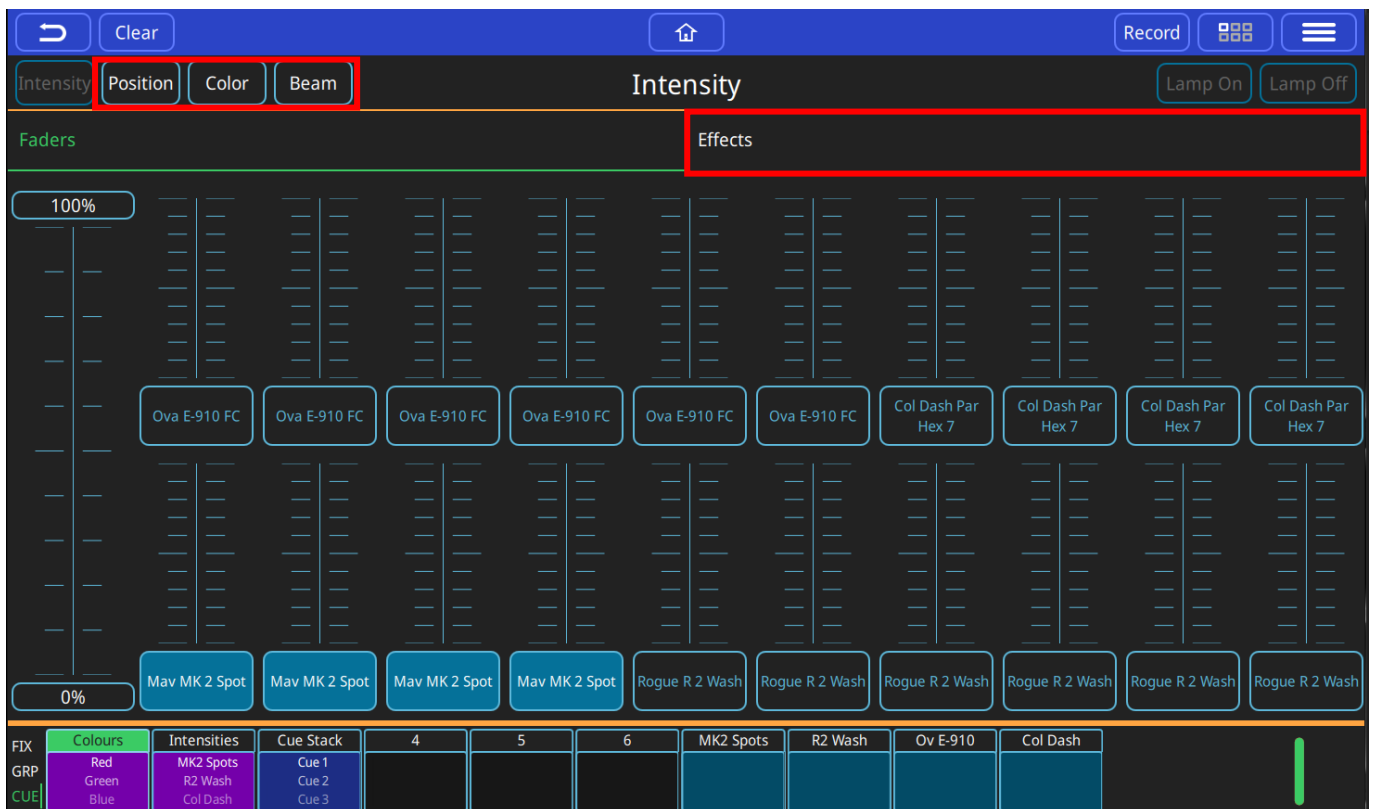 Clear
Record
Intensity Position Color Beam
Intensity
Lamp On Lamp Off
Faders
Effects
100%
Ova E-910 FC Ova E-910 FC Ova E-910 FC Ova E-910 FC Ova E-910 FC Ova E-910 FC Col Dash Par Hex 7 Col Dash Par Hex 7 Col Dash Par Hex 7 Col Dash Par Hex 7
Mav MK 2 Spot Mav MK 2 Spot Mav MK 2 Spot Mav MK 2 Spot Rogue R 2 Wash Rogue R 2 Wash Rogue R 2 Wash Rogue R 2 Wash Rogue R 2 Wash Rogue R 2 Wash
0%
FIX
GRP
CUE
Colours Intensities Cue Stack 4 5 6 MK2 Spots R2 Wash Ov E-910 Col Dash
Red MK2 Spots Cue 1
Green R2 Wash Cue 2
Blue Col Dash Cue 3